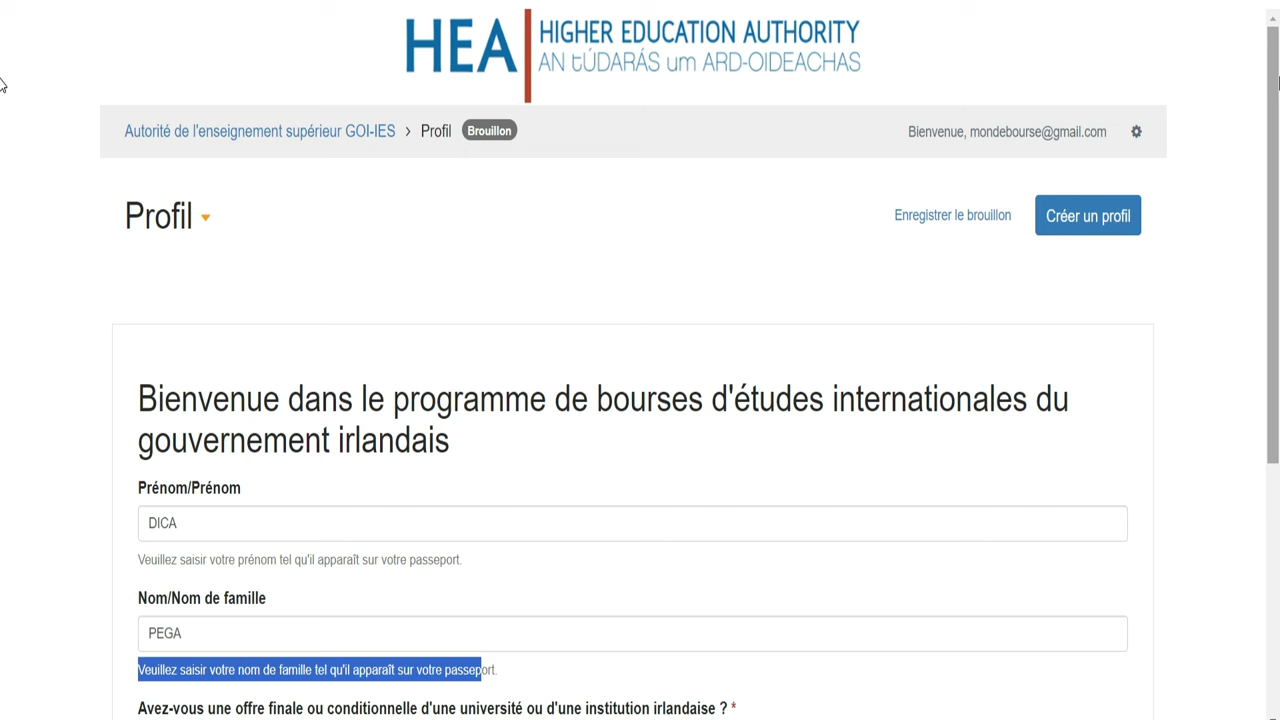 HEA HIGHER EDUCATION AUTHORITY
AN tÚDARÁS um ARD-OIDEACHAS
Autorité de l'enseignement supérieur GOI-IES › Profil Brouillon
Bienvenue, mondebourse@gmail.com
Profil
Enregistrer le brouillon
Créer un profil
Bienvenue dans le programme de bourses d'études internationales du
gouvernement irlandais
Prénom/Prénom
DICA
Veuillez saisir votre prénom tel qu'il apparaît sur votre passeport.
Nom/Nom de famille
PEGA
Veuillez saisir votre nom de famille tel qu'il apparaît sur votre passeport.
Avez-vous une offre finale ou conditionnelle d'une université ou d'une institution irlandaise ? *